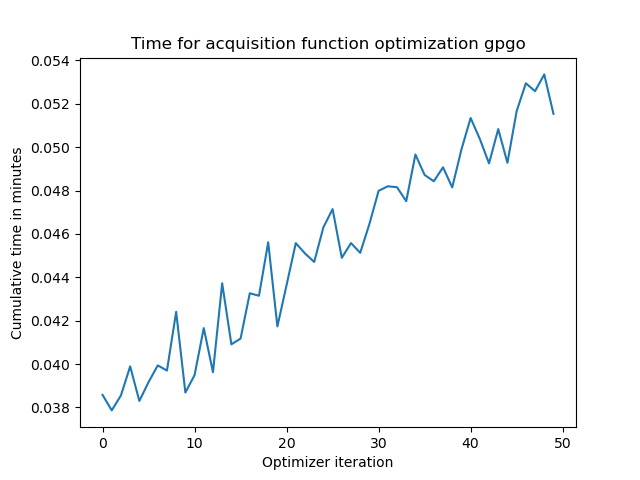 Time for acquisition function optimization gpgo
0.054
0.052
0.050
0.048
0.046
0.044
0.042
0.040
0.038
Cumulative time in minutes
0 10 20 30 40 50
Optimizer iteration